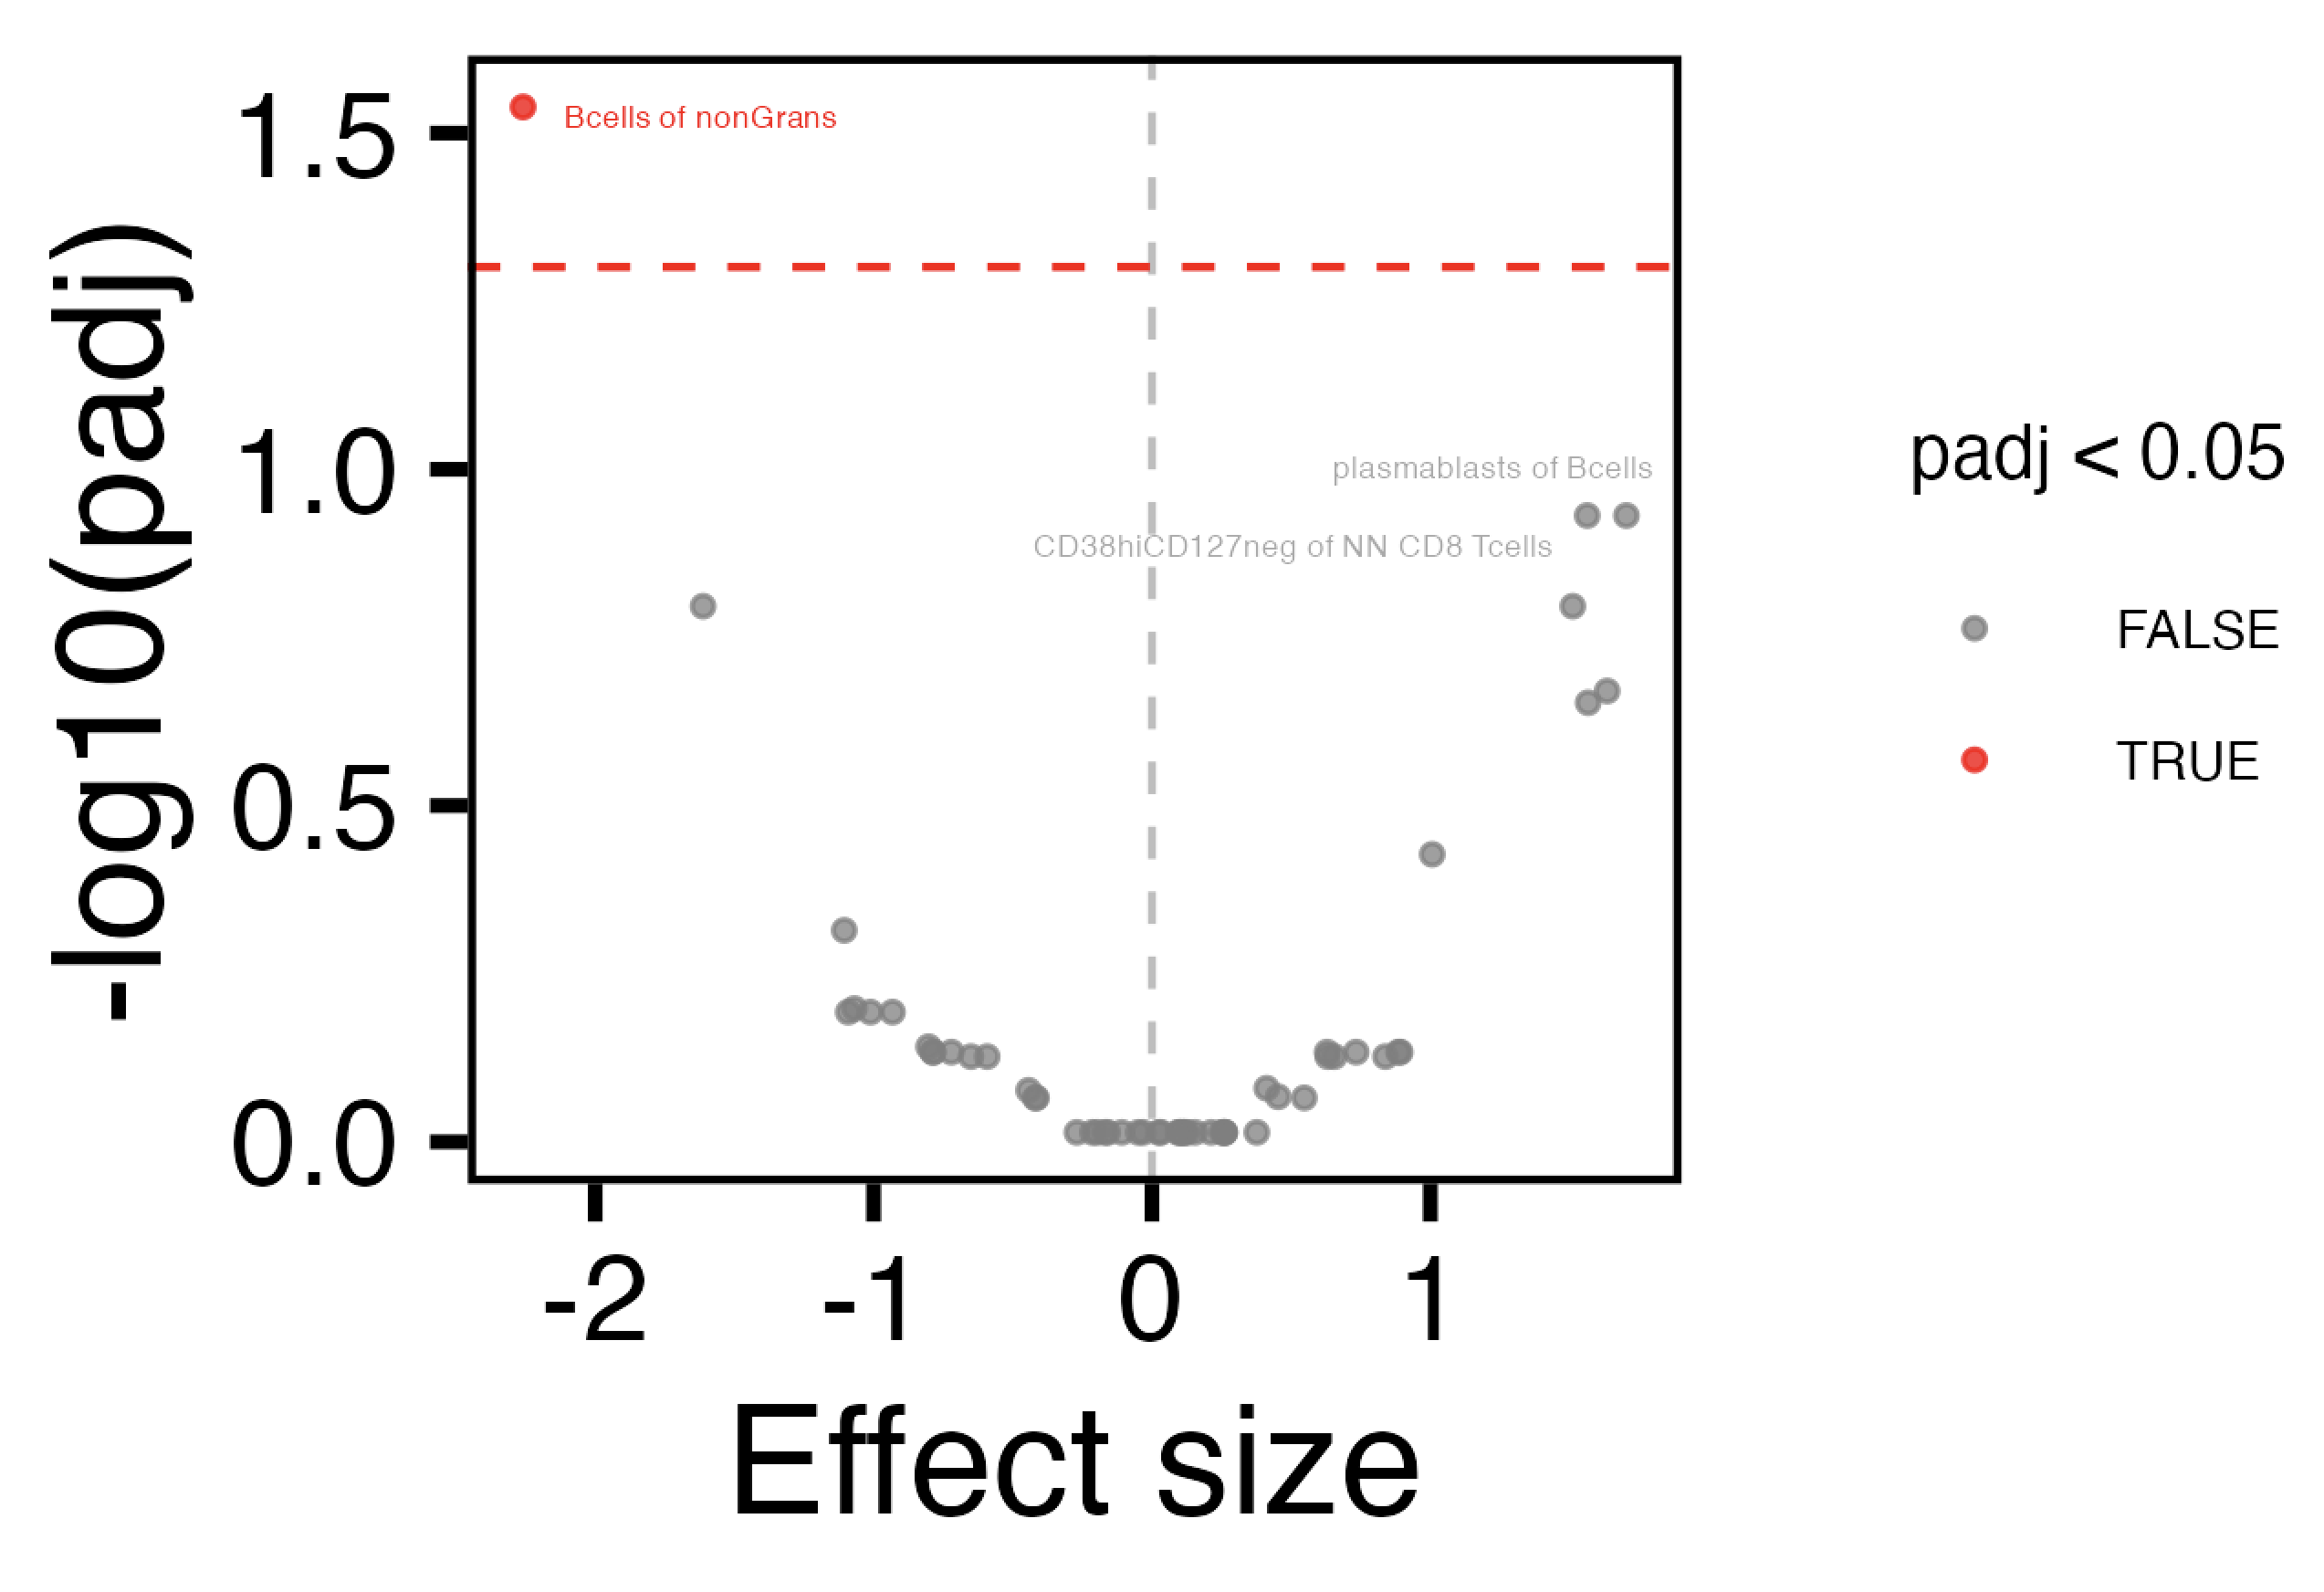 -log10(padj)
1.5
1.0
0.5
0.0
Bcells of nonGrans
plasmablasts of Bcells
CD38hiCD127neg of NN CD8 Tcells
-2
-1
0
1
Effect size
padj < 0.05
FALSE
TRUE